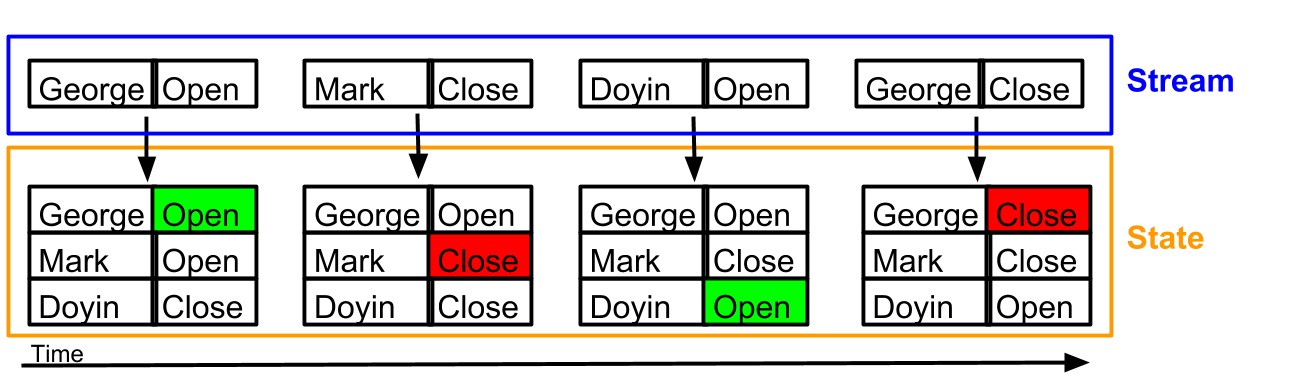 George Open Mark Close Doyin Open George Close
Stream
George Open George Open George Open George Close
Mark Open Mark Close Mark Close Mark Close
State
Doyin Close Doyin Close Doyin Open Doyin Open
Time